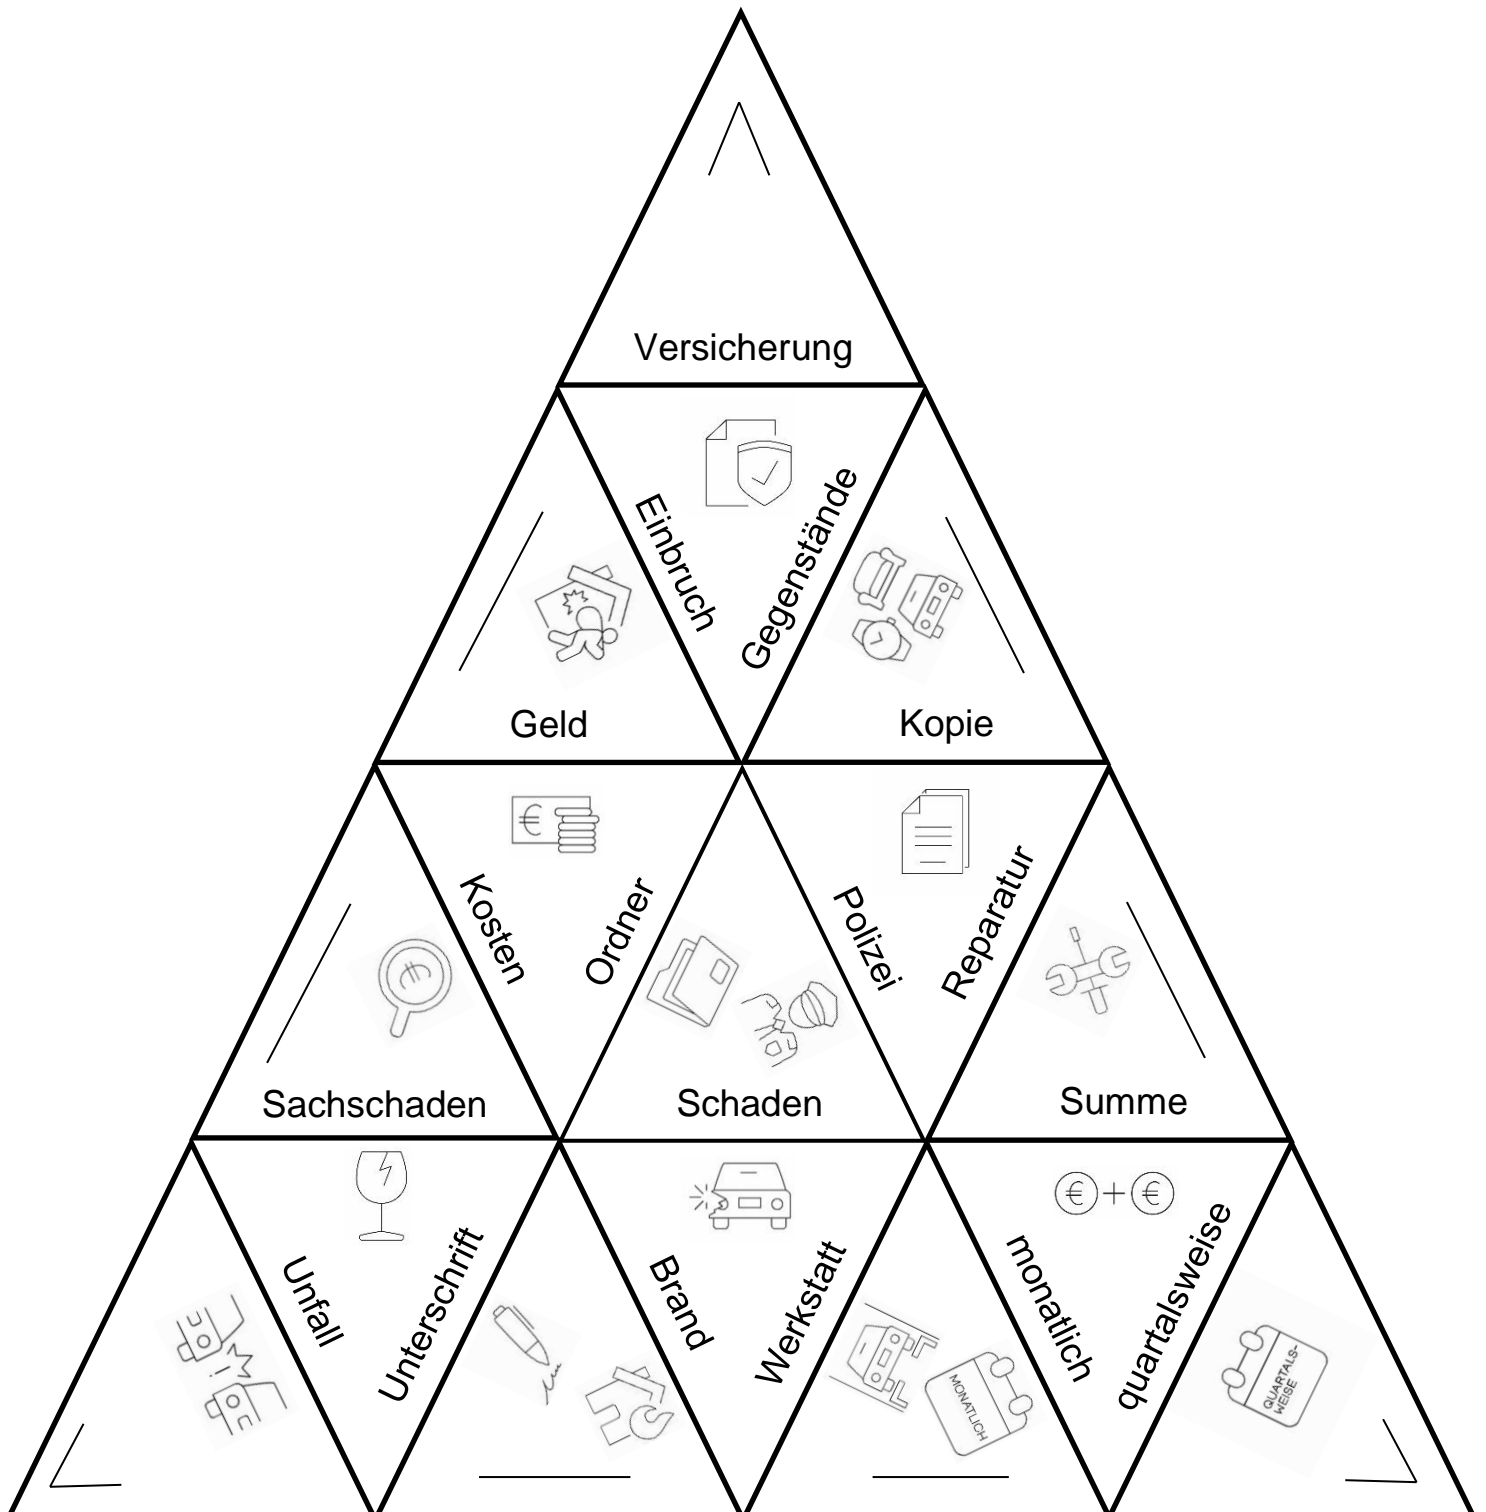 Versicherung
Einbruch
Gegenstände
Geld
Kopie
€
Kosten
Ordner
Polizei
Reparatur
€
Sachschaden
Schaden
Summe
€ + €
Unfall
Unterschrift
Brand
Werkstatt
monatlich
quartalsweise
!
MONATLICH
QUARTALS-
WEISE